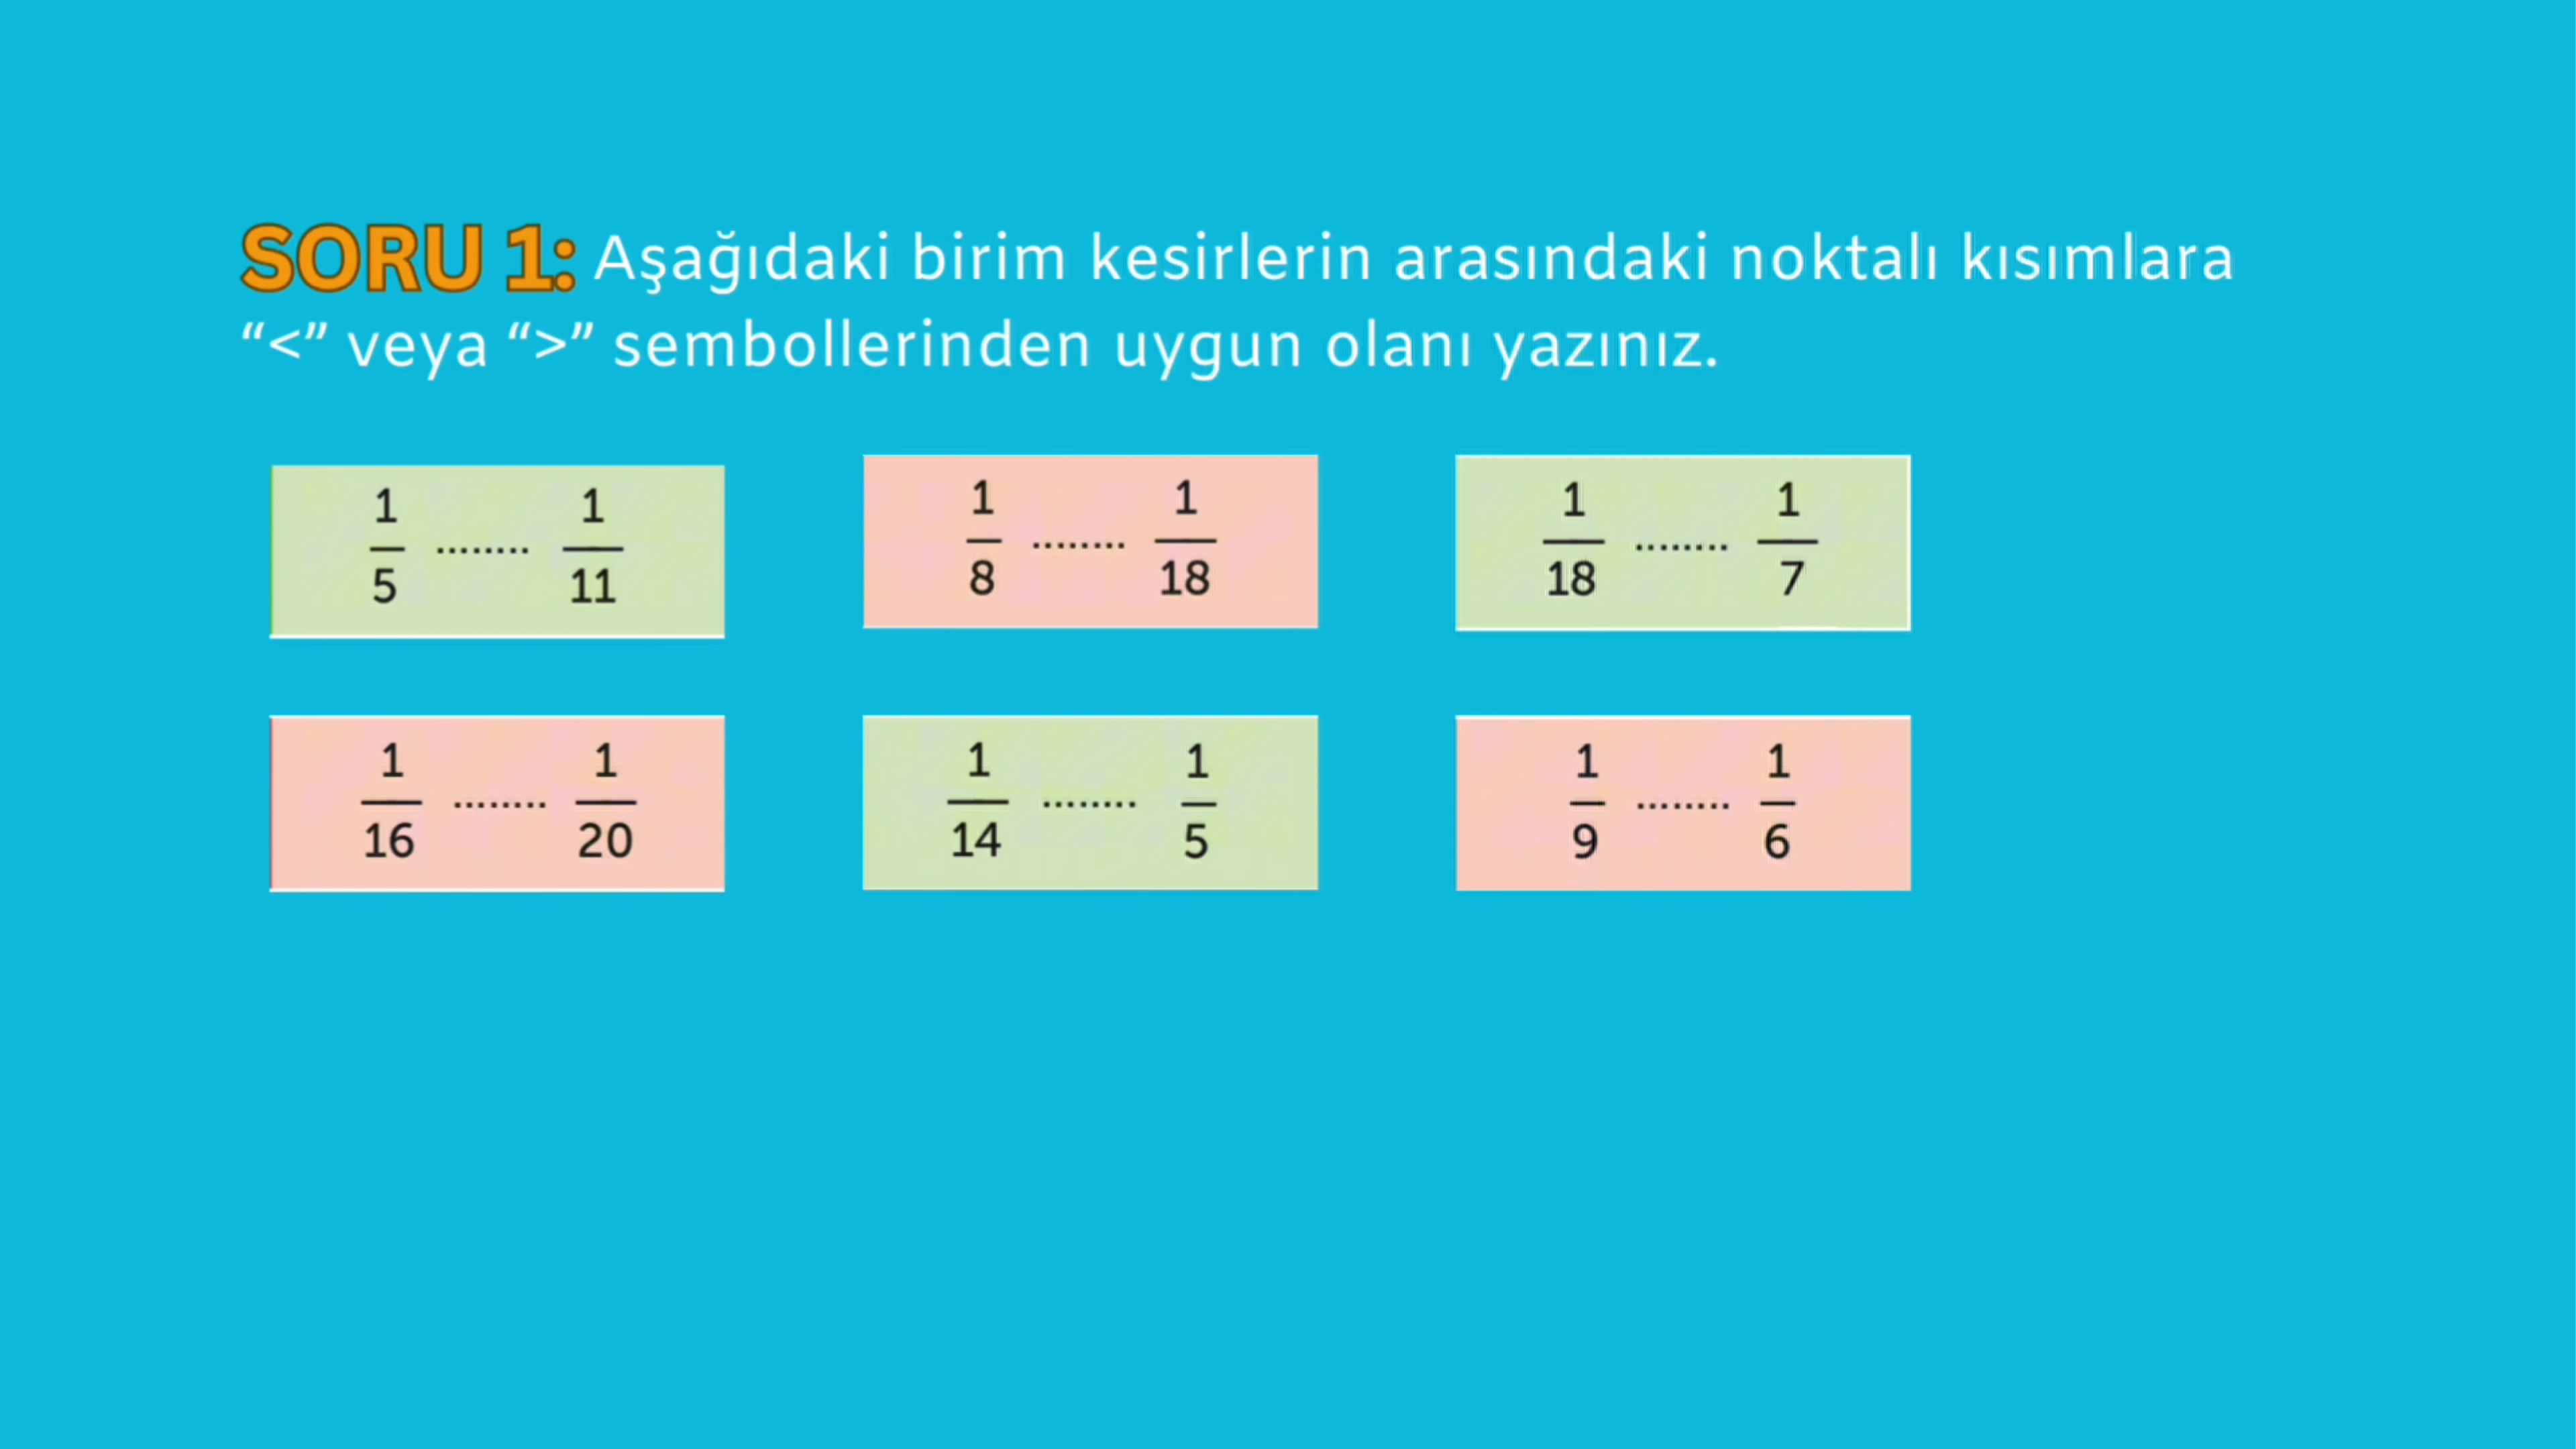 SORU 1: Aşağıdaki birim kesirlerin arasındaki noktalı kısımlara
“<” veya “>” sembollerinden uygun olanı yazınız.
1/5 ........ 1/11
1/8 ........ 1/18
1/18 ........ 1/7
1/16 ........ 1/20
1/14 ........ 1/5
1/9 ........ 1/6